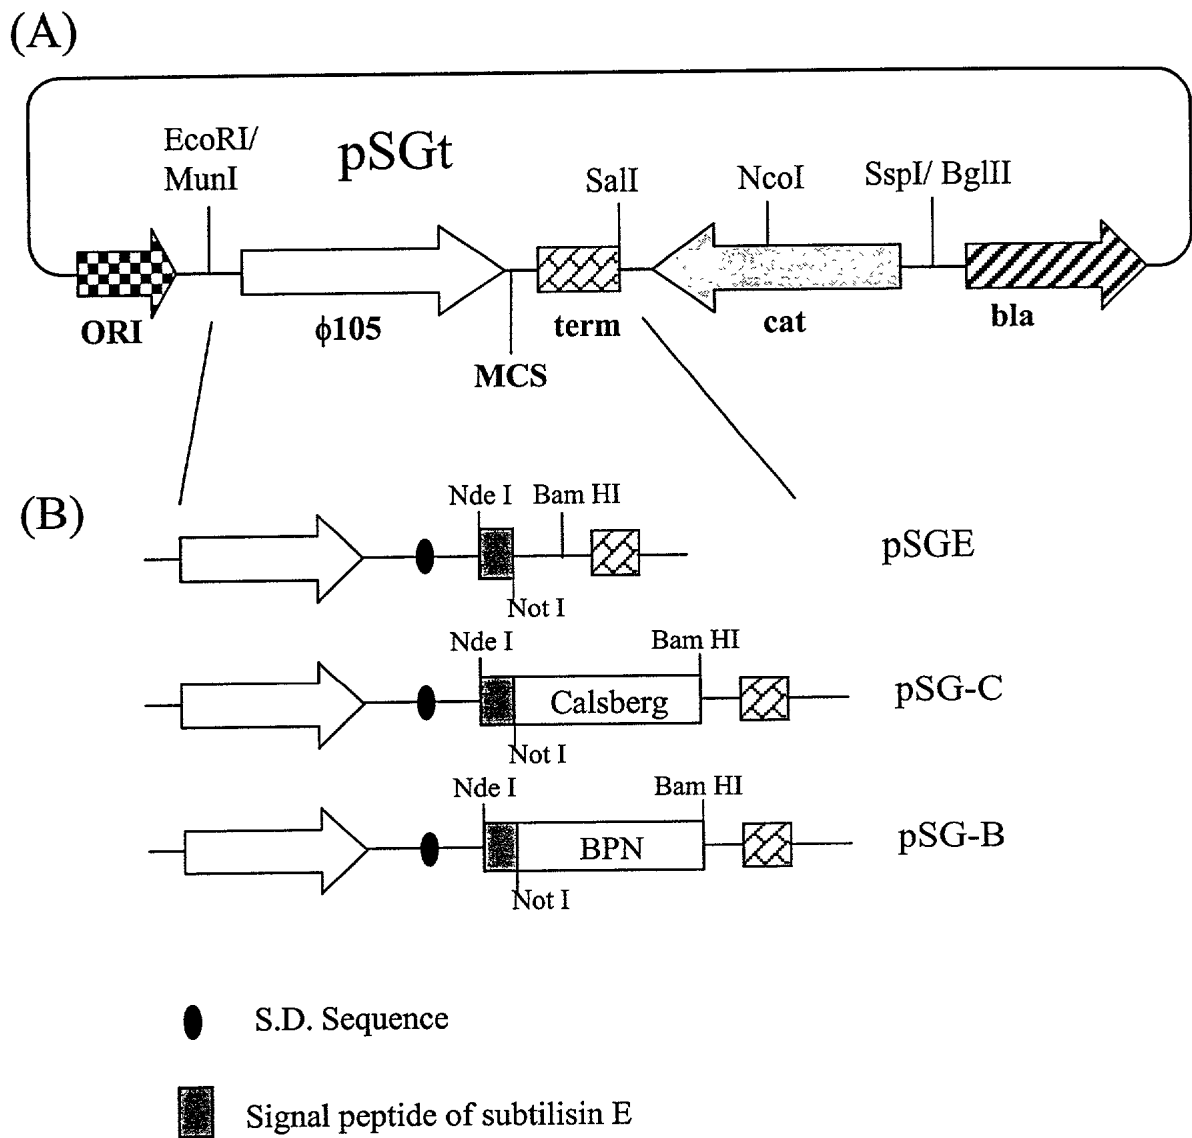 (A)
pSGt
EcoRI/
MunI
SalI
NcoI
SspI/ BglII
ORI
ϕ105
MCS
term
cat
bla
(B)
Nde I
Bam HI
Not I
pSGE
Nde I
Bam HI
Calsberg
Not I
pSG-C
Nde I
Bam HI
BPN
Not I
pSG-B
S.D. Sequence
Signal peptide of subtilisin E